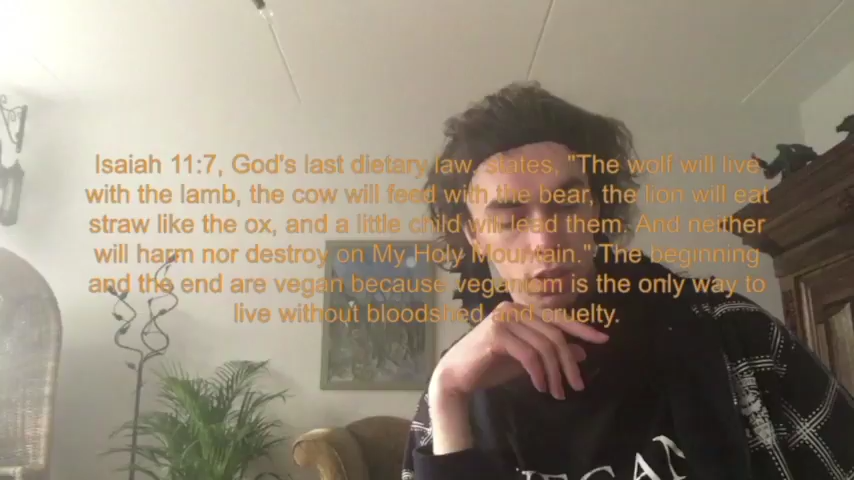 Isaiah 11:7, God's last dietary law, states, "The wolf will live
with the lamb, the cow will feed with the bear, the lion will eat
straw like the ox, and a little child will lead them. And neither
will harm nor destroy on My Holy Mountain." The beginning
and the end are vegan because veganism is the only way to
live without bloodshed and cruelty.
VEGAN